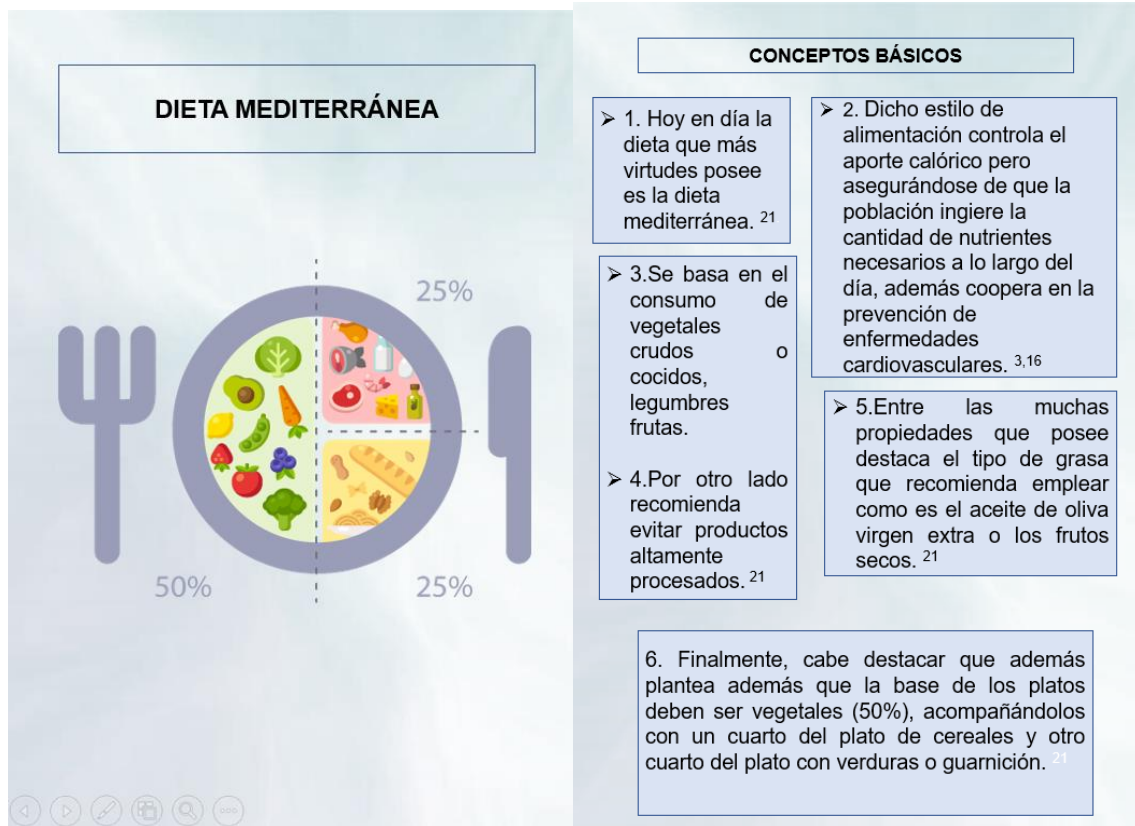 DIETA MEDITERRÁNEA
25%
50%
25%
CONCEPTOS BÁSICOS
➢ 1. Hoy en día la
dieta que más
virtudes posee
es la dieta
mediterránea. 21
➢ 2. Dicho estilo de
alimentación controla el
aporte calórico pero
asegurándose de que la
población ingiere la
cantidad de nutrientes
necesarios a lo largo del
día, además coopera en la
prevención de
enfermedades
cardiovasculares. 3,16
➢ 3.Se basa en el
consumo de
vegetales
crudos o
cocidos,
legumbres
frutas.
➢ 4.Por otro lado
recomienda
evitar productos
altamente
procesados. 21
➢ 5.Entre las muchas
propiedades que posee
destaca el tipo de grasa
que recomienda emplear
como es el aceite de oliva
virgen extra o los frutos
secos. 21
6. Finalmente, cabe destacar que además
plantea además que la base de los platos
deben ser vegetales (50%), acompañándolos
con un cuarto del plato de cereales y otro
cuarto del plato con verduras o guarnición. 21